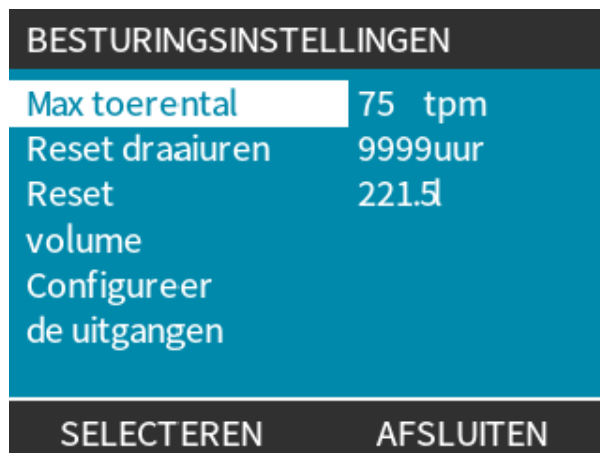 BESTURINGSINSTELLINGEN
Max toerental 75 tpm
Reset draaiuren 9999uur
Reset 221.5l
volume
Configureer
de uitgangen
SELECTEREN AFSLUITEN